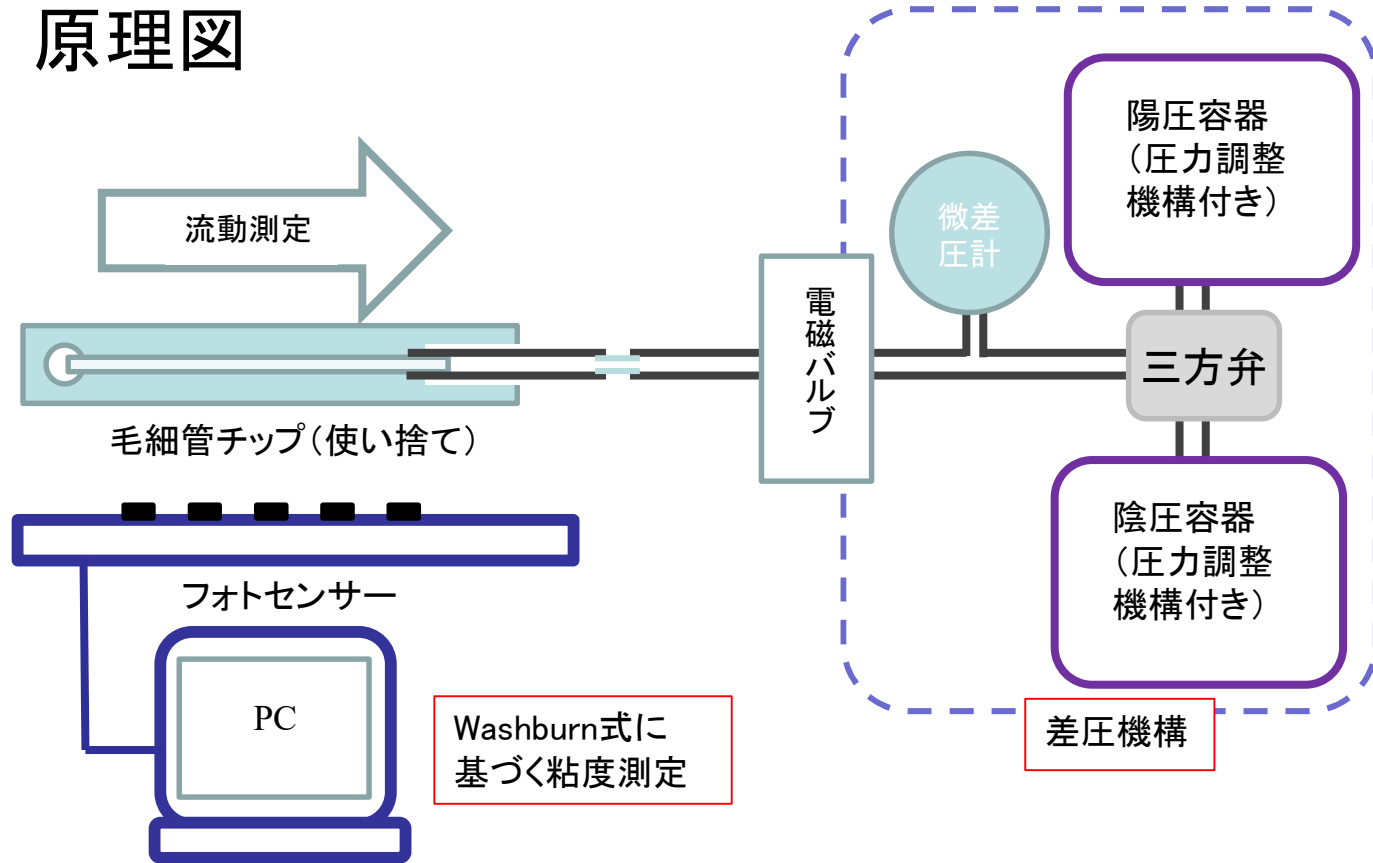 原理図
流動測定
毛細管チップ（使い捨て）
フォトセンサー
PC
Washburn式に
基づく粘度測定
電磁バルブ
微差
圧計
陽圧容器
（圧力調整
機構付き）
三方弁
陰圧容器
（圧力調整
機構付き）
差圧機構